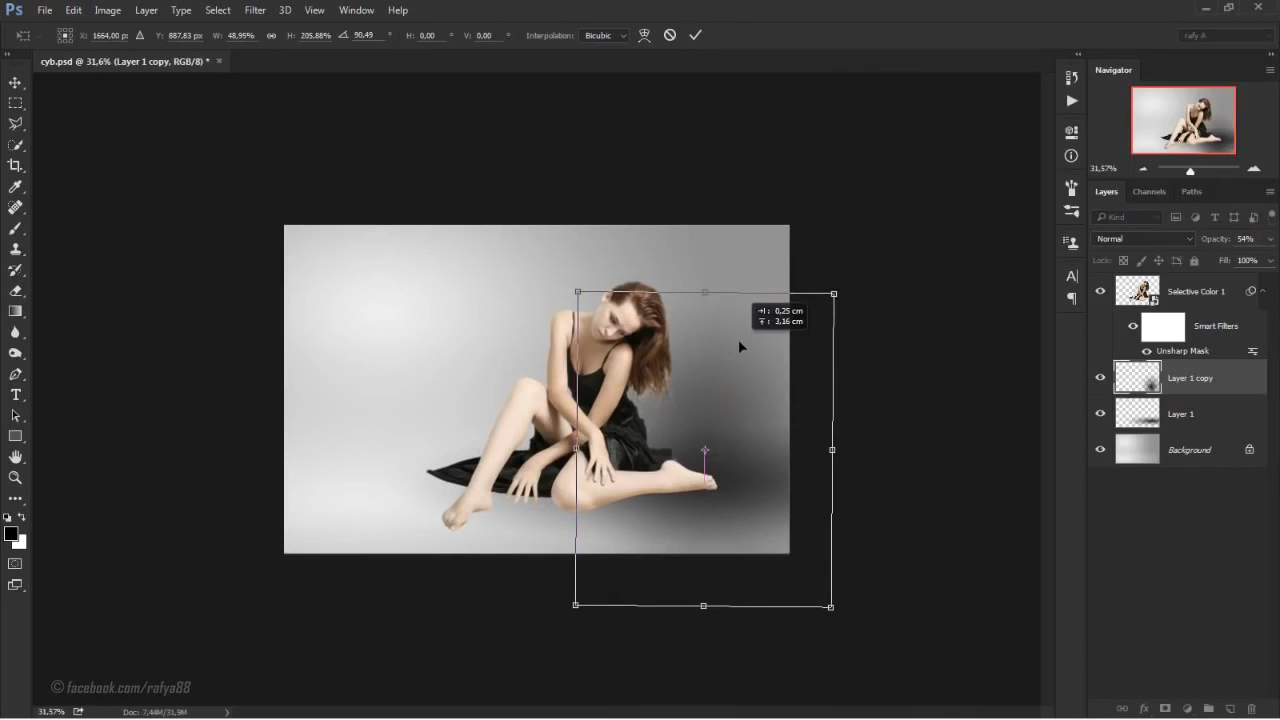 Ps File Edit Image Layer Type Select Filter 3D View Window Help
X: 1664,00 px Y: 887,83 px W: 48,99% H: 205,88% 90,49 ° H: 0,00 ° V: 0,00 ° Interpolation: Bicubic rafy A
cyb.psd @ 31,6% (Layer 1 copy, RGB/8) * ×
Navigator
31,57%
Layers Channels Paths
Kind
Normal Opacity: 54%
Lock: Fill: 100%
Selective Color 1
0,25 cm
3,16 cm
Smart Filters
Unsharp Mask
Layer 1 copy
Layer 1
Background
© facebook.com/rafya88
31,57% Doc: 7,44M/31,9M